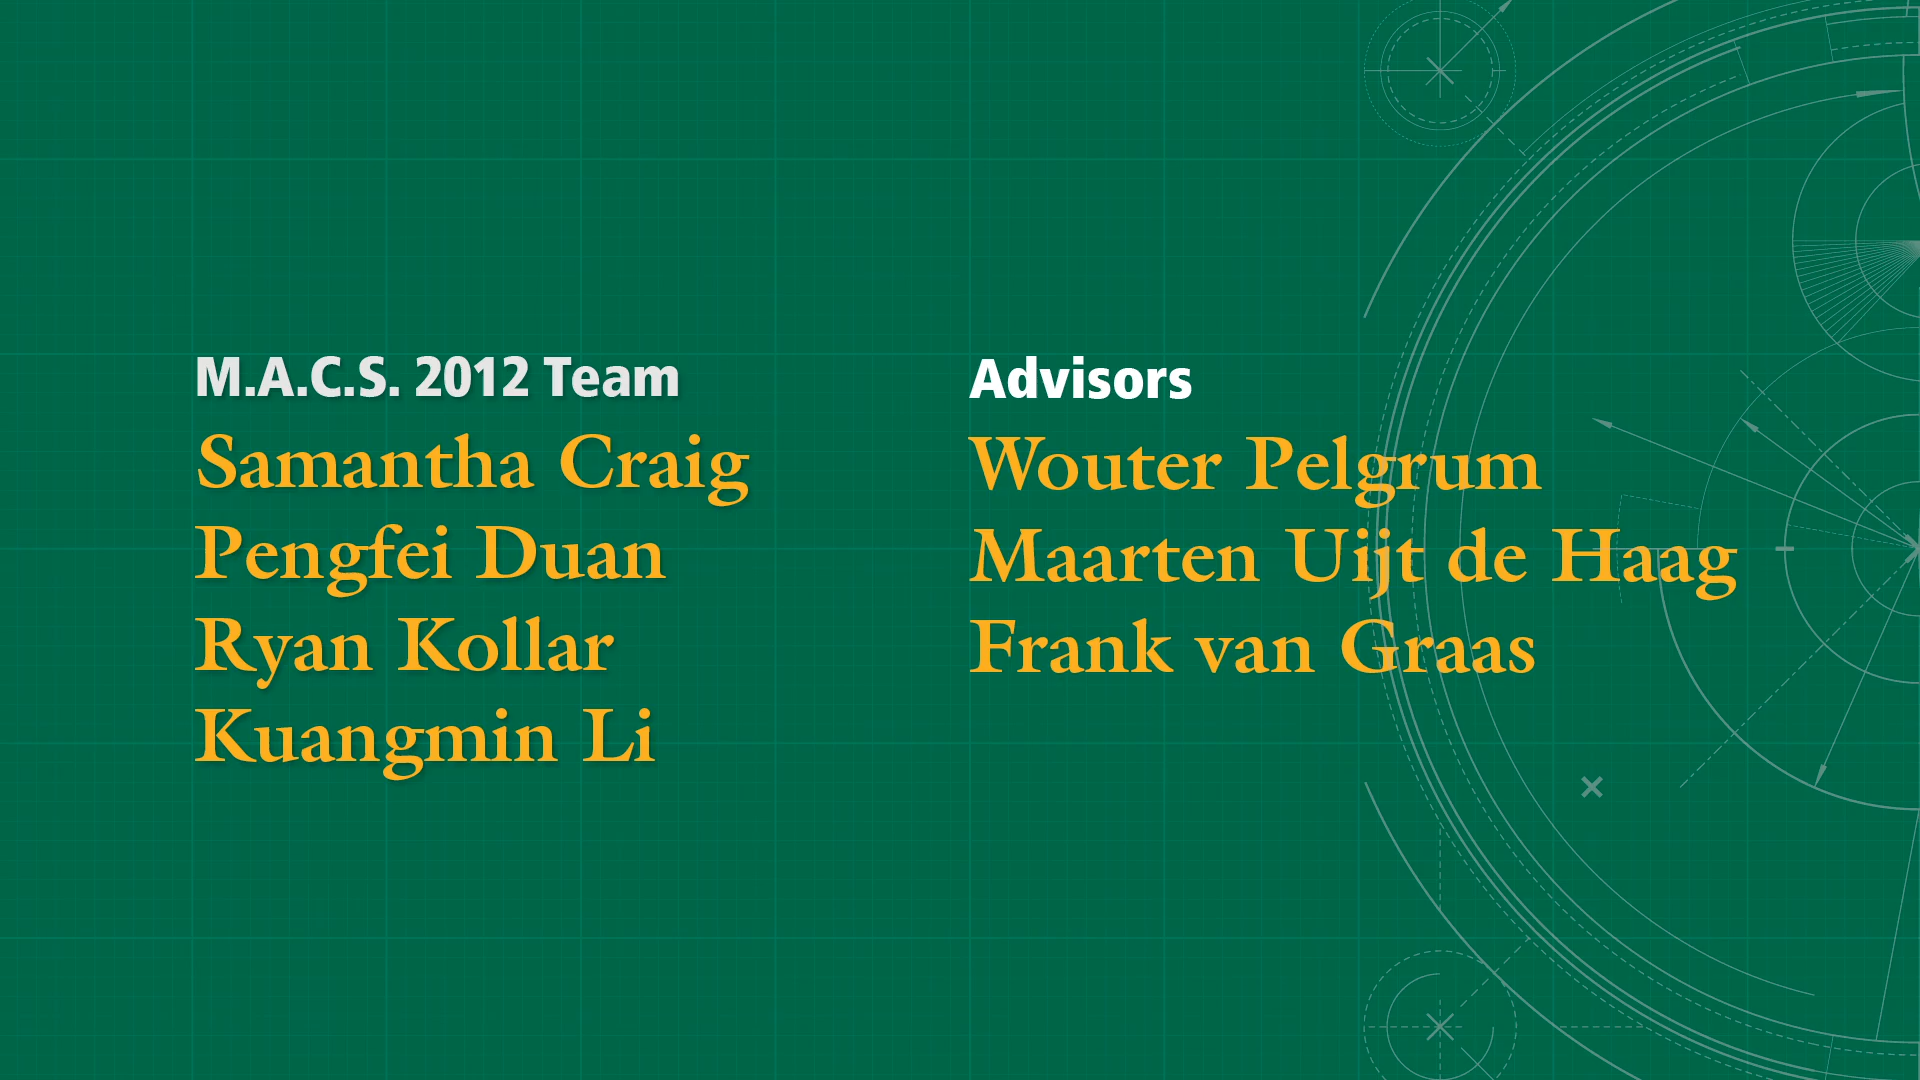 M.A.C.S. 2012 Team
Samantha Craig
Pengfei Duan
Ryan Kollar
Kuangmin Li
Advisors
Wouter Pelgrum
Maarten Uijt de Haag
Frank van Graas